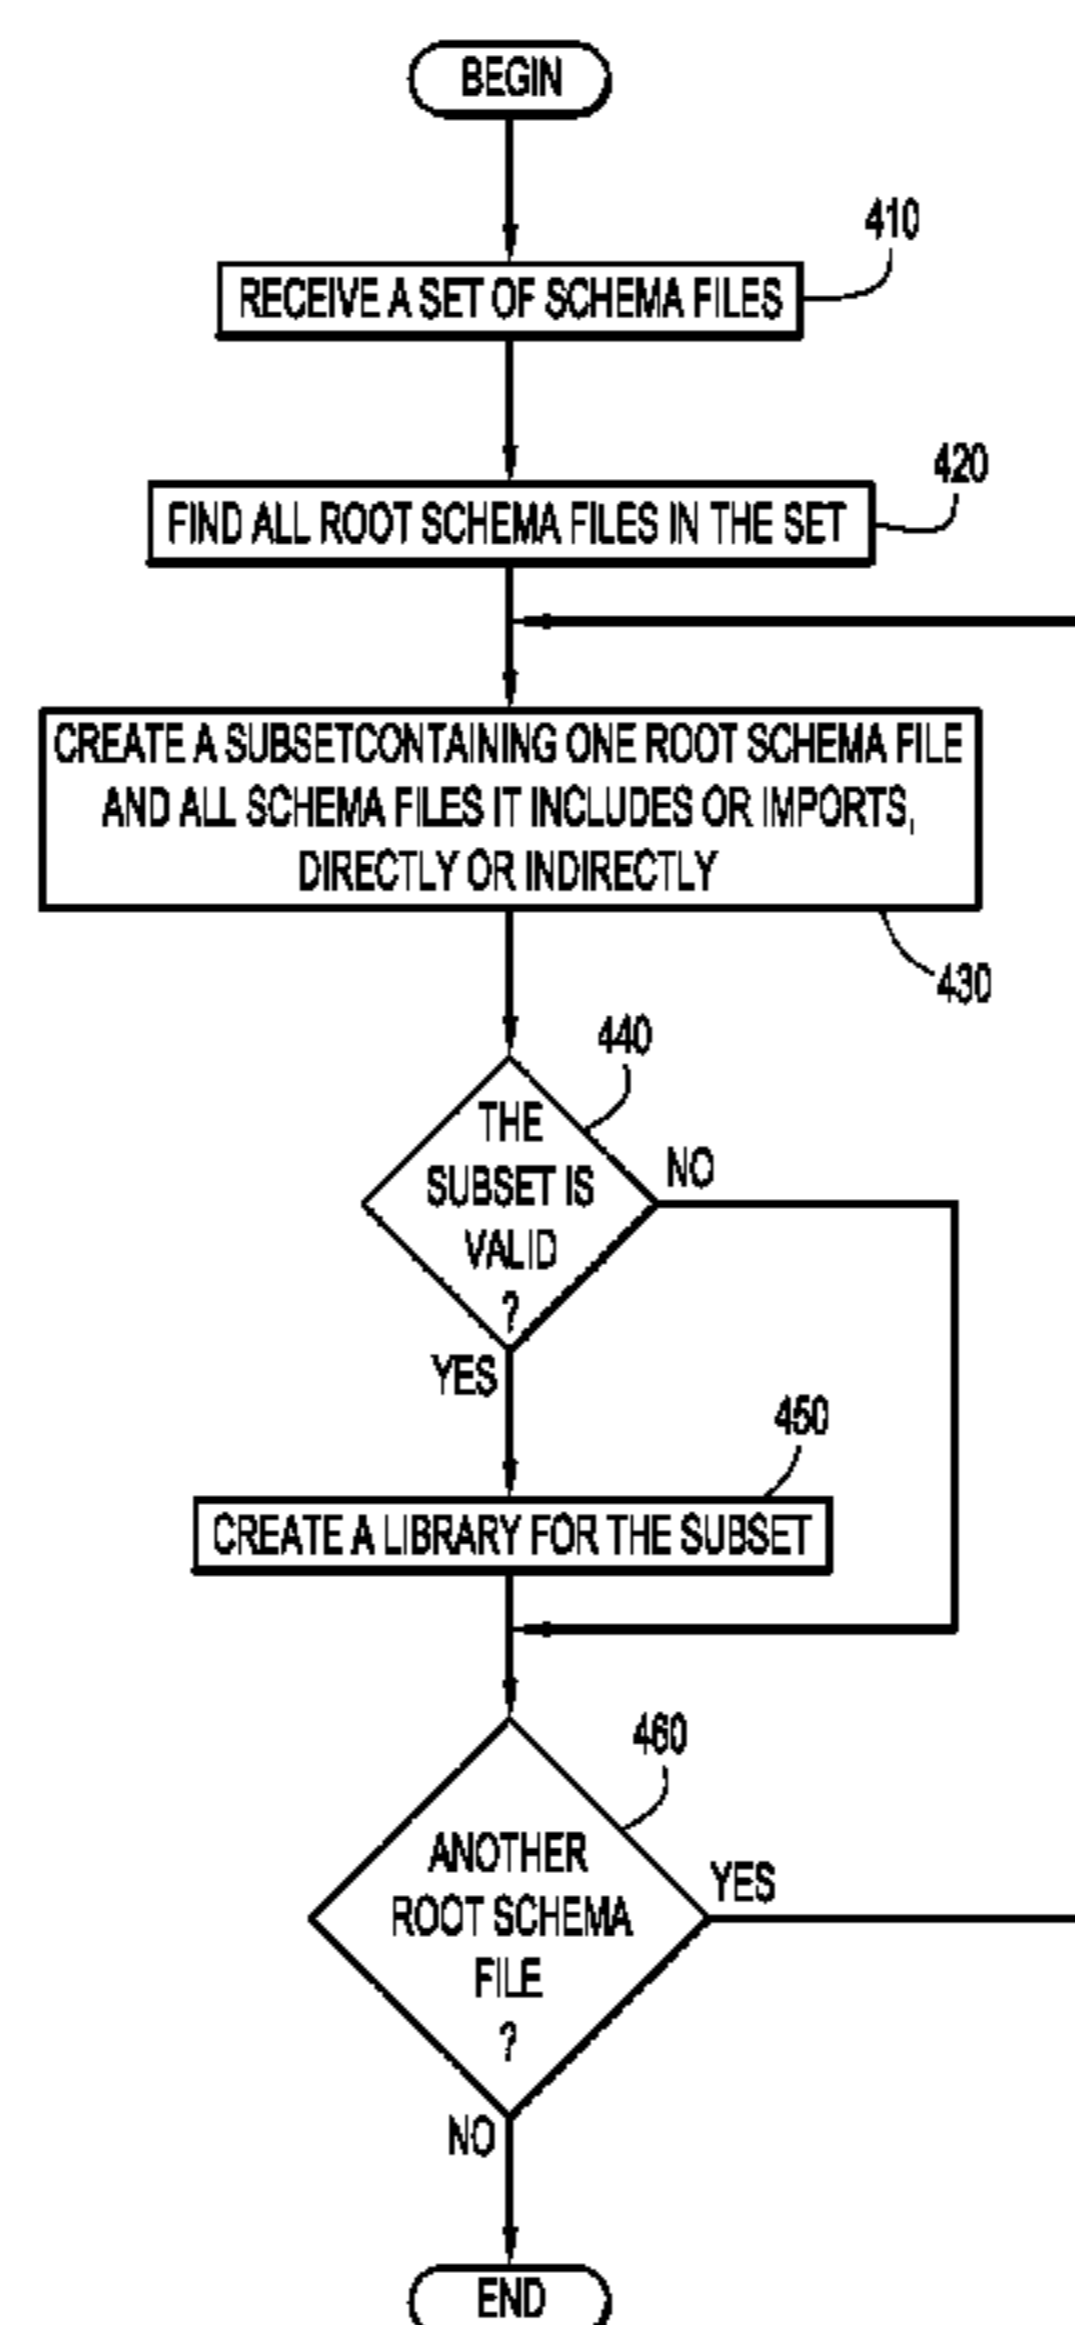 BEGIN
410
RECEIVE A SET OF SCHEMA FILES
420
FIND ALL ROOT SCHEMA FILES IN THE SET
CREATE A SUBSETCONTAINING ONE ROOT SCHEMA FILE
AND ALL SCHEMA FILES IT INCLUDES OR IMPORTS,
DIRECTLY OR INDIRECTLY
430
440
THE
SUBSET IS
VALID
?
NO
YES
450
CREATE A LIBRARY FOR THE SUBSET
460
ANOTHER
ROOT SCHEMA
FILE
?
YES
NO
END